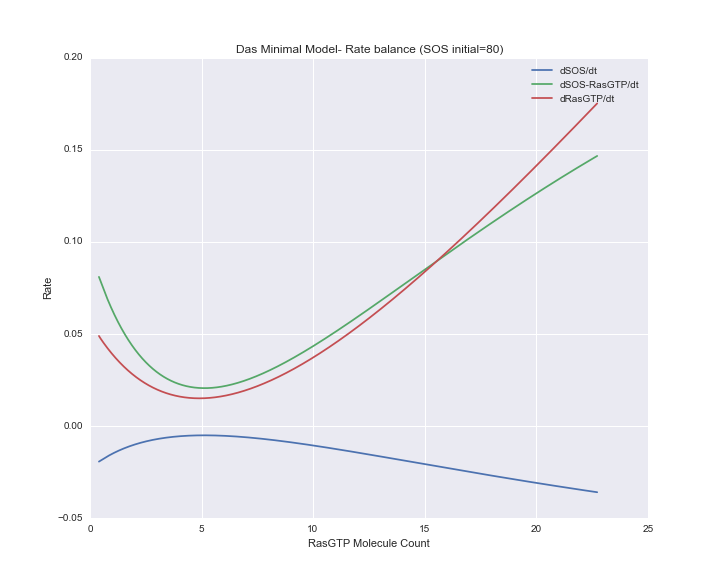 Das Minimal Model- Rate balance (SOS initial=80)
0.20
0.15
0.10
0.05
0.00
−0.05
Rate
dSOS/dt
dSOS-RasGTP/dt
dRasGTP/dt
0 5 10 15 20 25
RasGTP Molecule Count